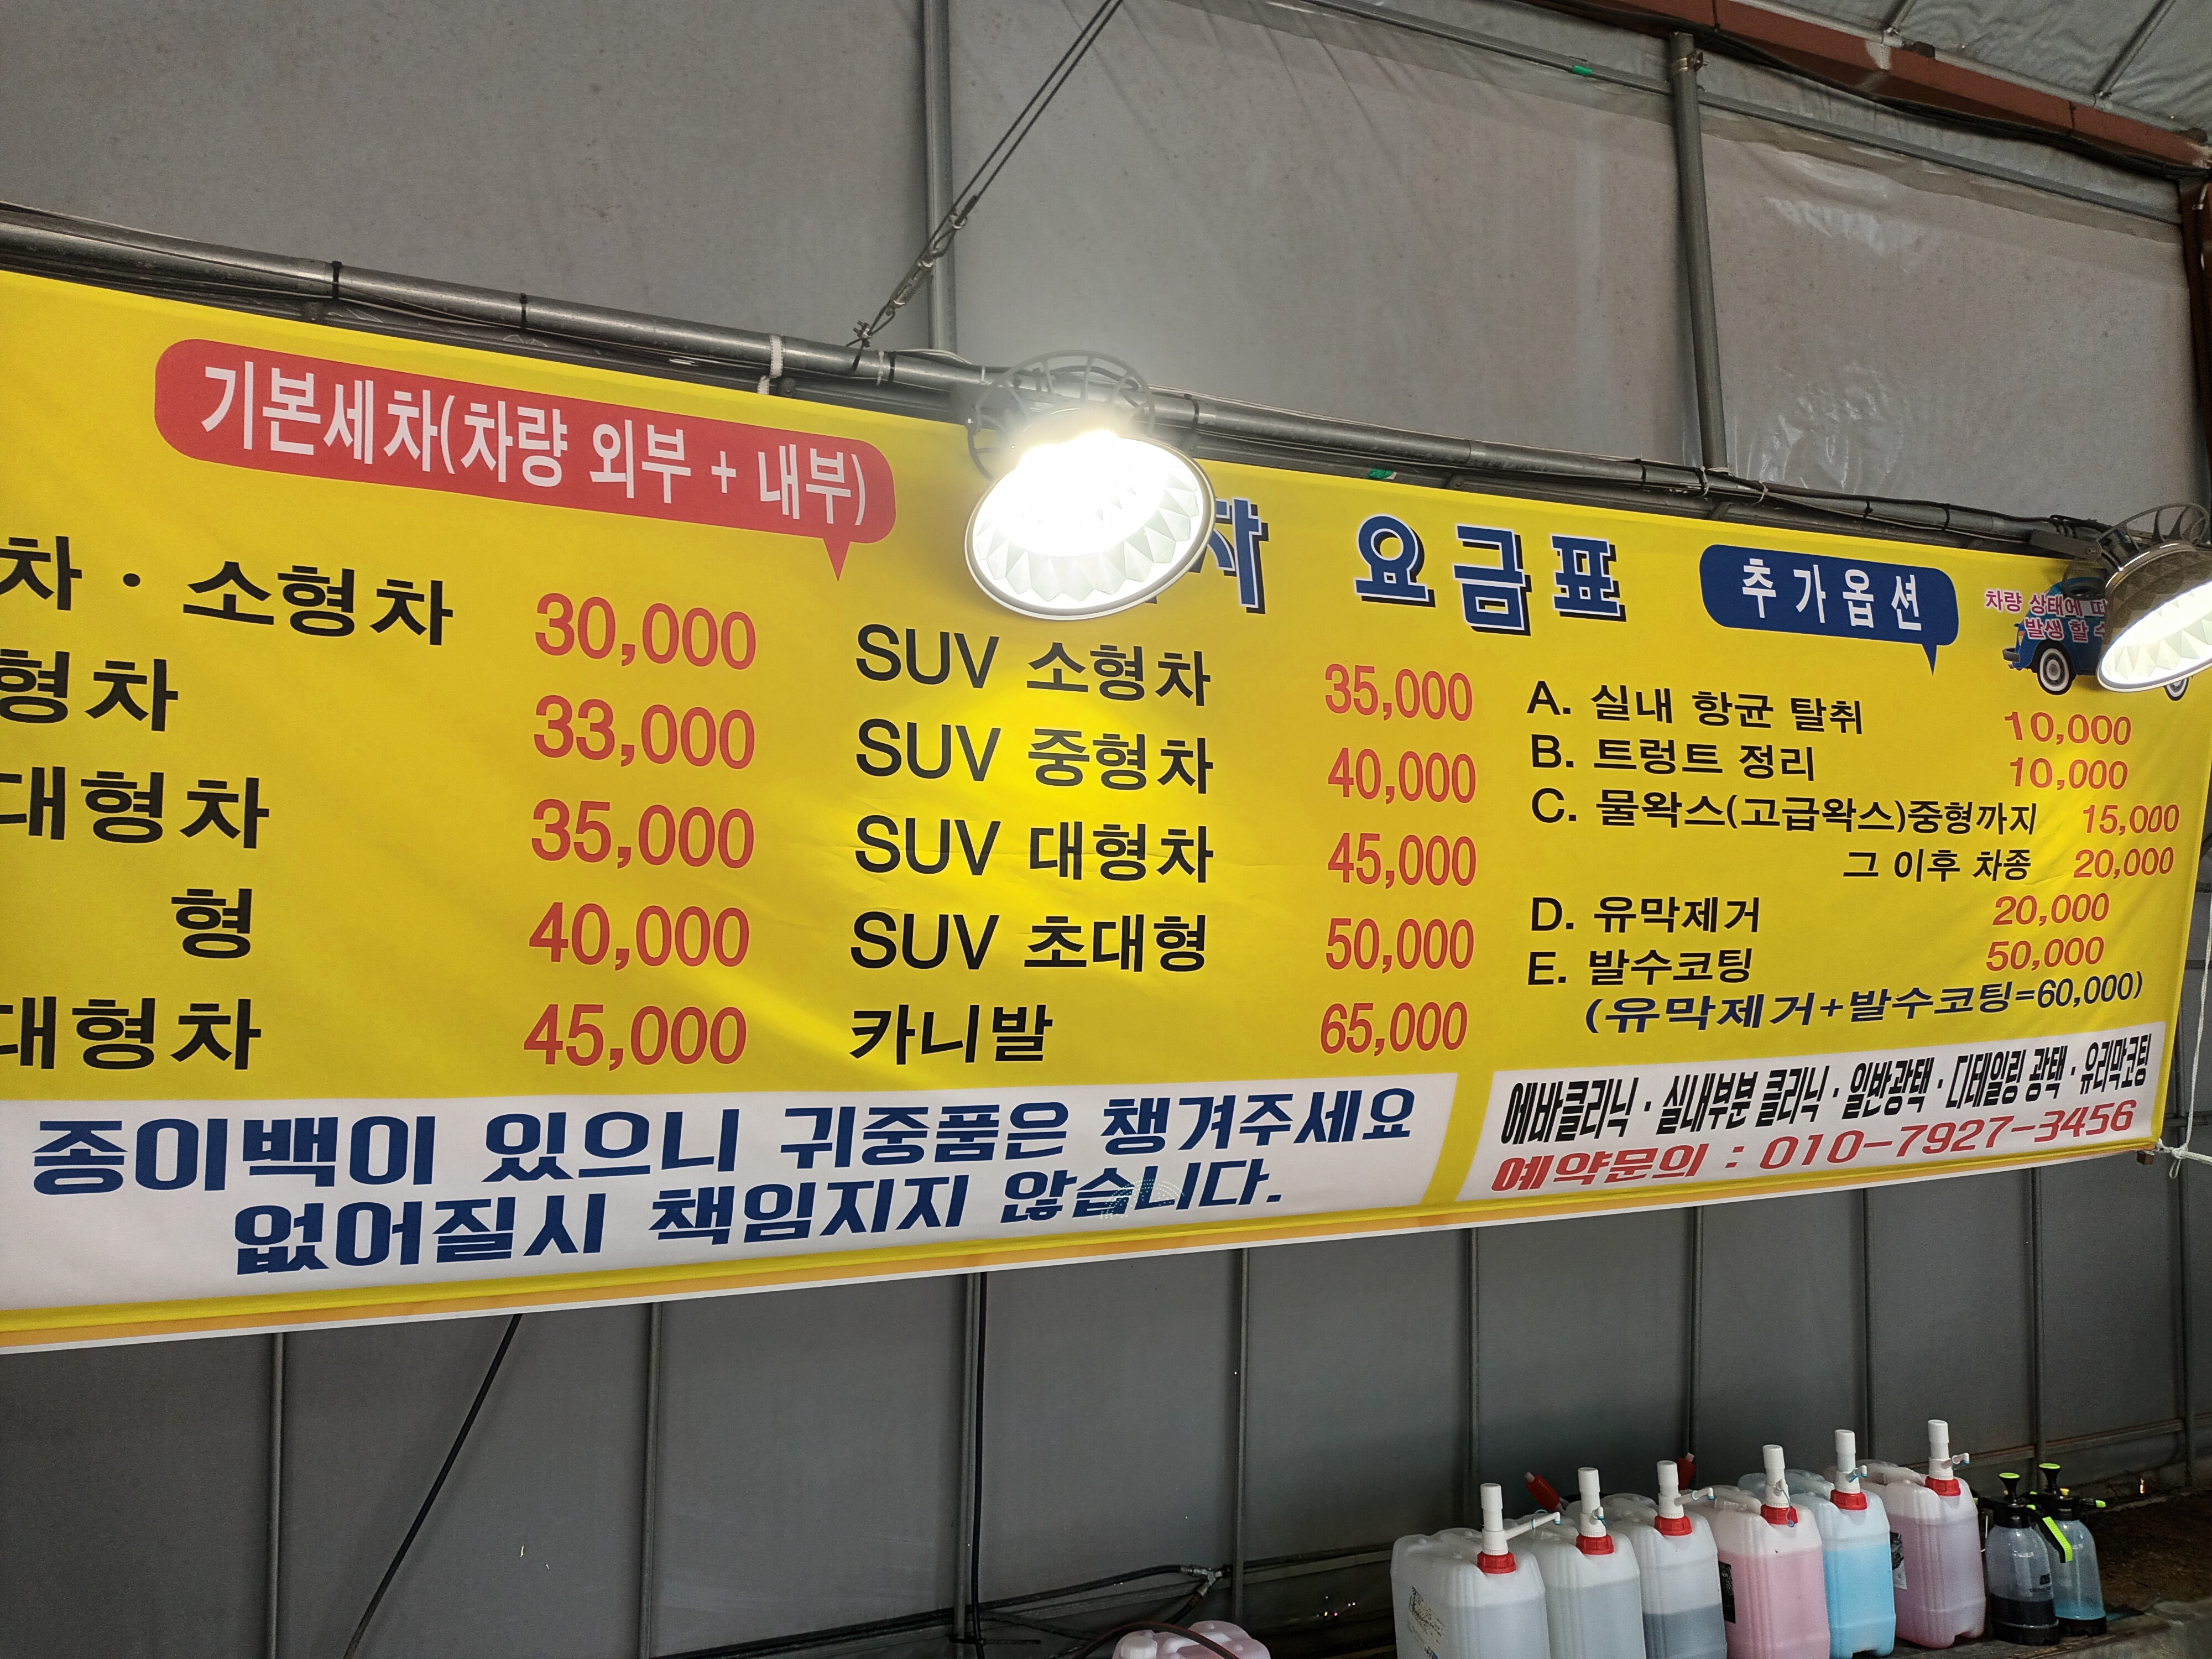 기본세차(차량 외부 + 내부)
차 요금표
추가옵션
차량 상태에
발생 할
차 · 소형차 30,000
형차 33,000
대형차 35,000
형 40,000
대형차 45,000
SUV 소형차 35,000
SUV 중형차 40,000
SUV 대형차 45,000
SUV 초대형 50,000
카니발 65,000
A. 실내 항균 탈취 10,000
B. 트렁트 정리 10,000
C. 물왁스(고급왁스)중형까지 15,000
그 이후 차종 20,000
D. 유막제거 20,000
E. 발수코팅 50,000
(유막제거+발수코팅=60,000)
종이백이 있으니 귀중품은 챙겨주세요
없어질시 책임지지 않습니다.
에바클리닉 · 실내부분 클리닉 · 일반광택 · 디테일링 광택 · 유리막코팅
예약문의 : 010-7927-3456